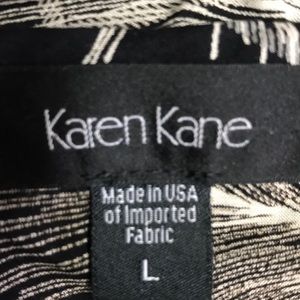 Karen Kane
Made in USA
of Imported
Fabric
L